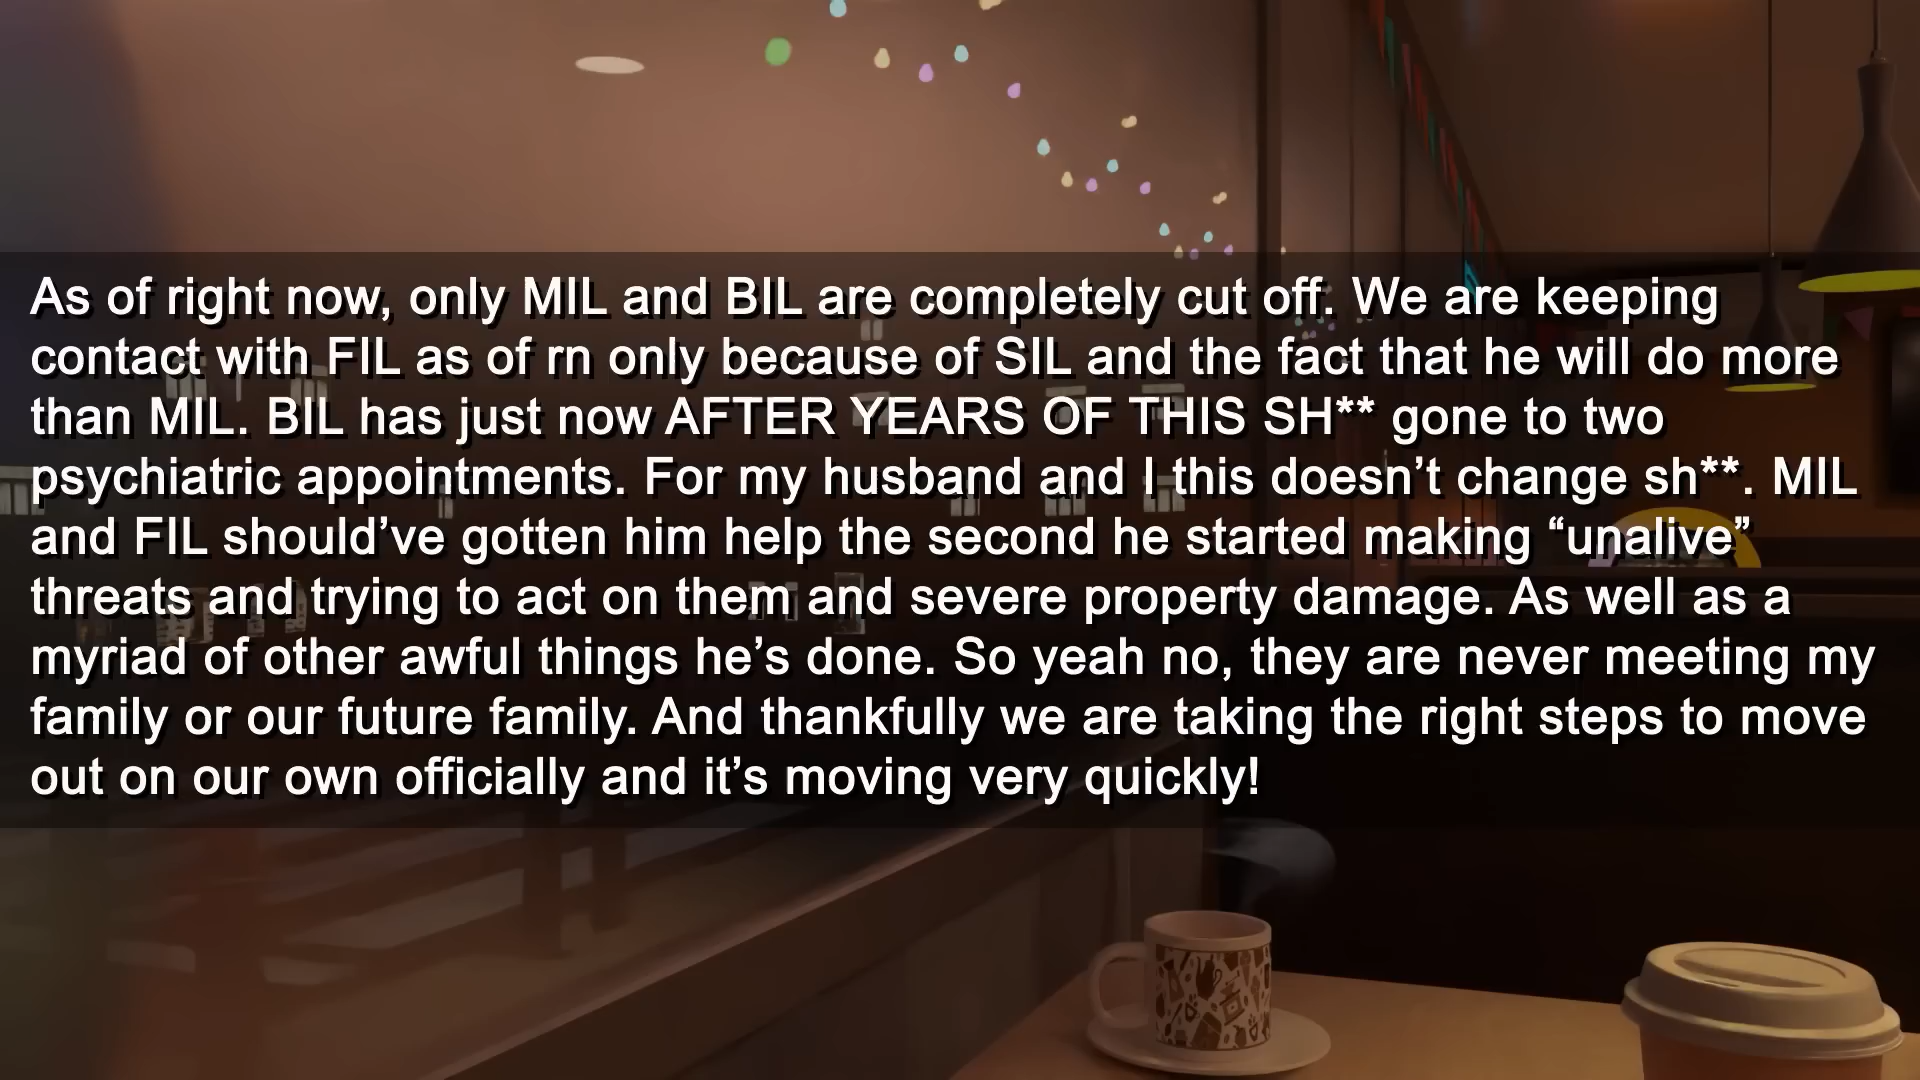 As of right now, only MIL and BIL are completely cut off. We are keeping
contact with FIL as of rn only because of SIL and the fact that he will do more
than MIL. BIL has just now AFTER YEARS OF THIS SH** gone to two
psychiatric appointments. For my husband and I this doesn’t change sh**. MIL
and FIL should’ve gotten him help the second he started making “unalive”
threats and trying to act on them and severe property damage. As well as a
myriad of other awful things he’s done. So yeah no, they are never meeting my
family or our future family. And thankfully we are taking the right steps to move
out on our own officially and it’s moving very quickly!